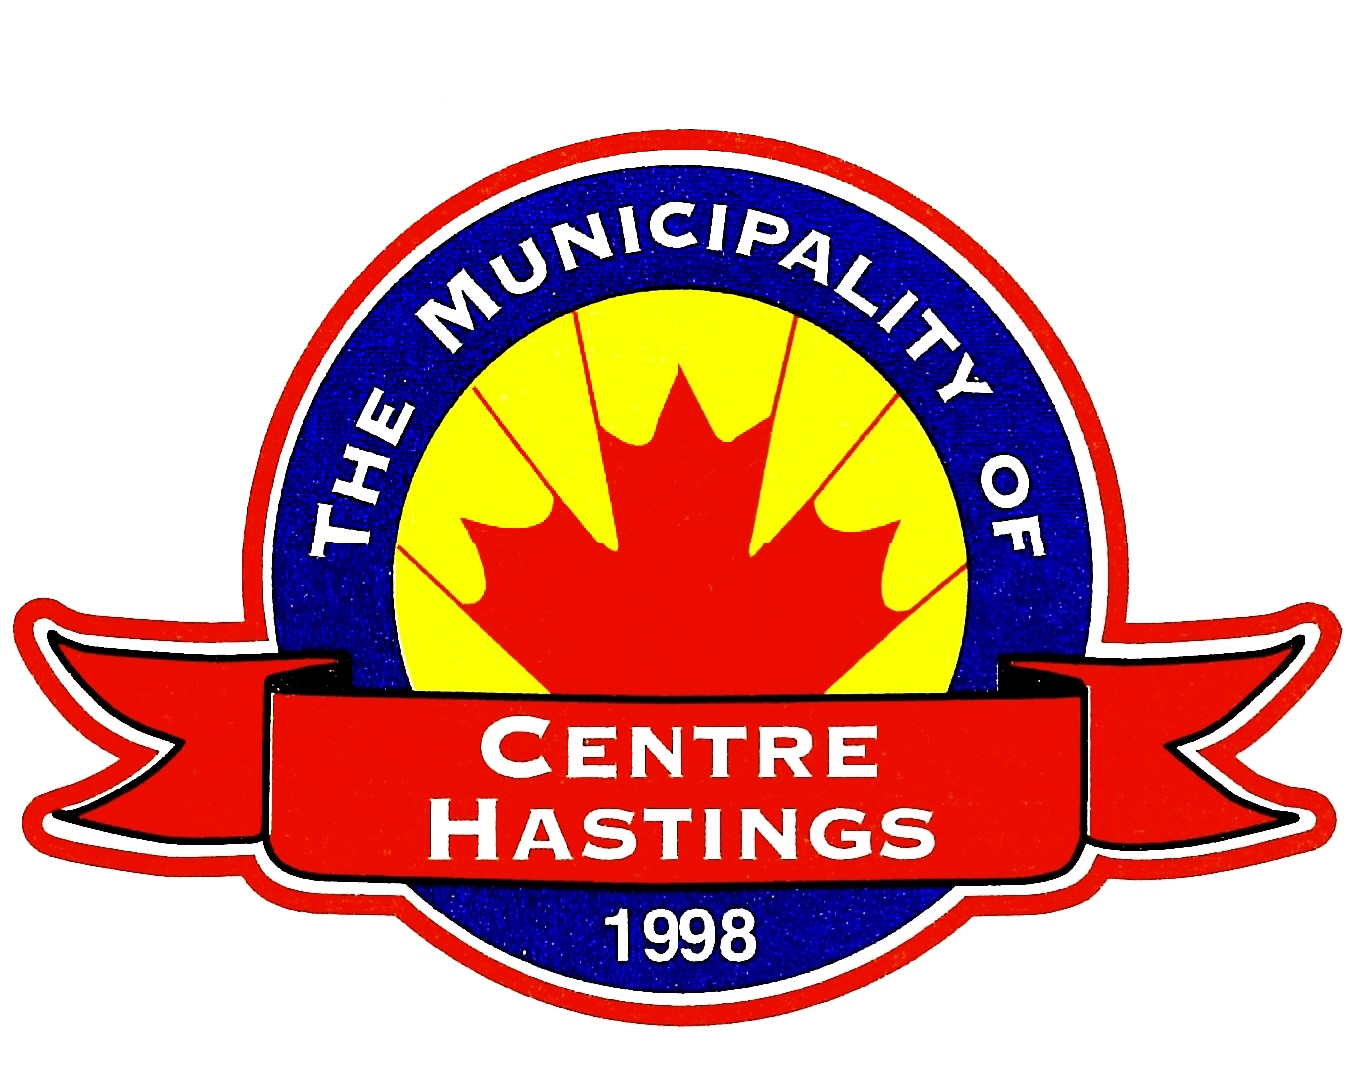 THE MUNICIPALITY OF
CENTRE
HASTINGS
1998